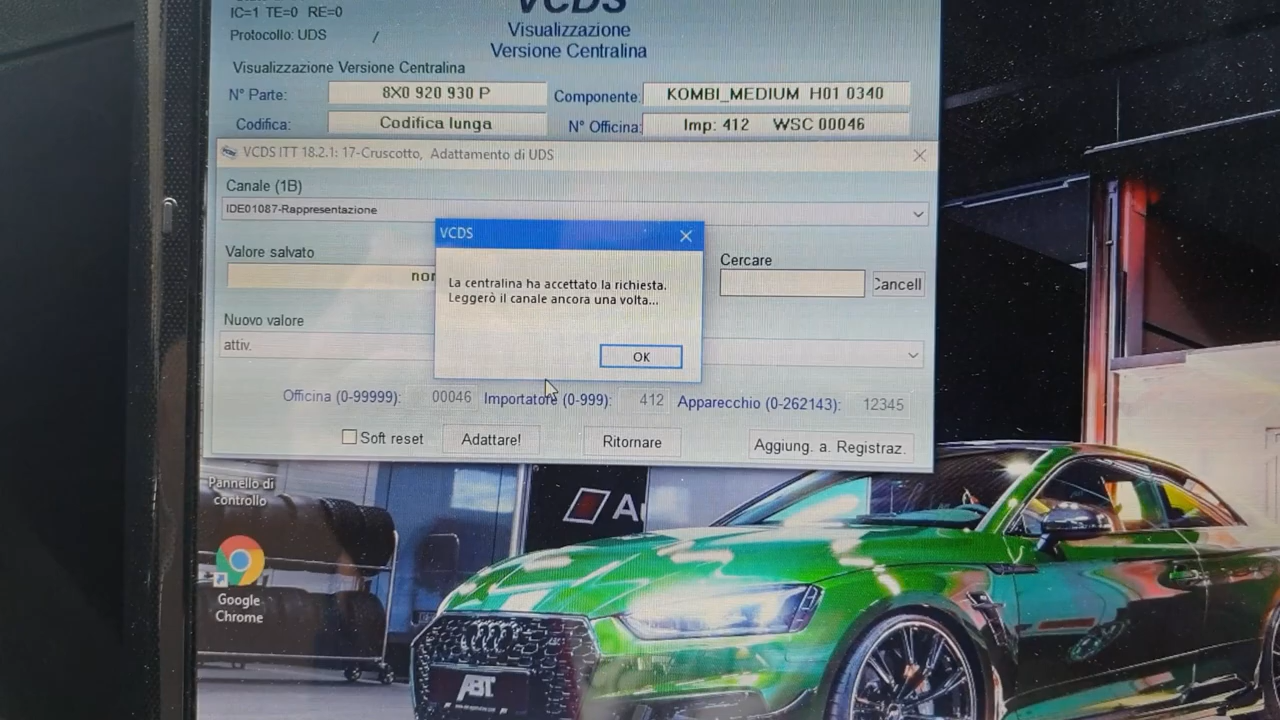 IC=1 TE=0 RE=0
VCDS
Protocollo: UDS /
Visualizzazione
Versione Centralina
Visualizzazione Versione Centralina
N° Parte: 8X0 920 930 P Componente: KOMBI_MEDIUM H01 0340
Codifica: Codifica lunga N° Officina: Imp: 412 WSC 00046
VCDS ITT 18.2.1: 17-Cruscotto, Adattamento di UDS
Canale (1B)
IDE01087-Rappresentazione
VCDS
Valore salvato
Cercare
nor
Cancell
La centralina ha accettato la richiesta.
Leggerò il canale ancora una volta...
Nuovo valore
attiv.
OK
Officina (0-99999): 00046 Importatore (0-999): 412 Apparecchio (0-262143): 12345
Soft reset Adattare! Ritornare Aggiung. a. Registraz.
Pannello di
controllo
Au
Google
Chrome
ABT